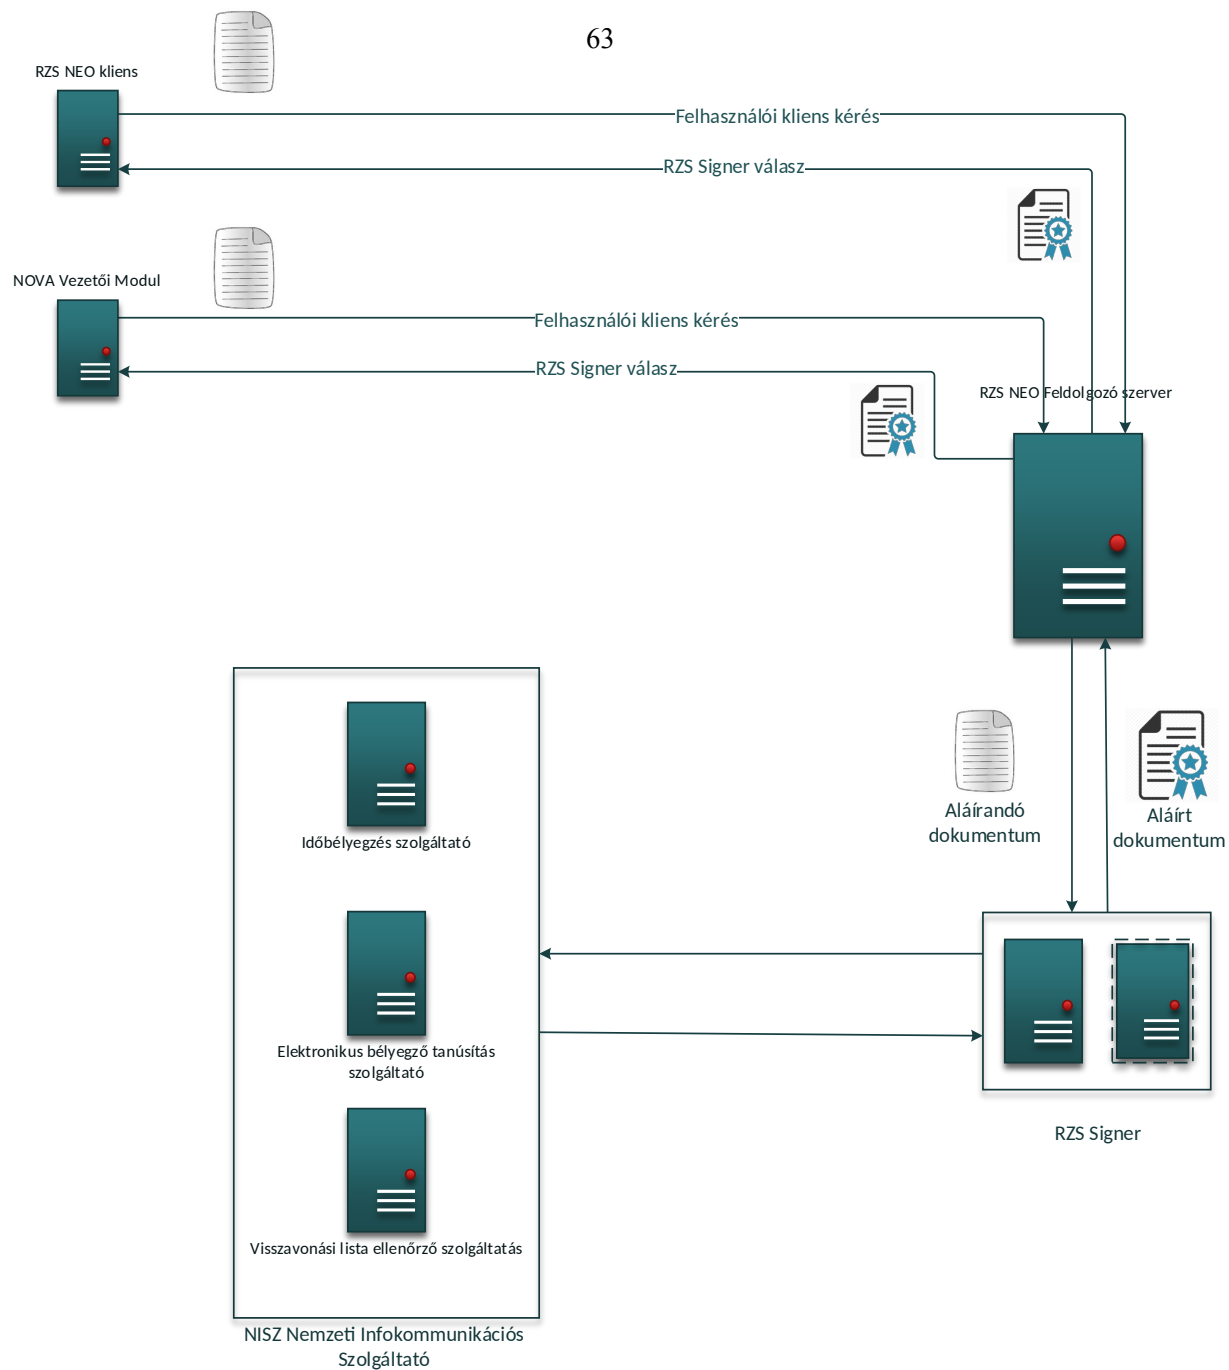 63
RZS NEO kliens
Felhasználói kliens kérés
RZS Signer válasz
NOVA Vezetői Modul
Felhasználói kliens kérés
RZS Signer válasz
RZS NEO Feldolgozó szerver
Időbélyegzés szolgáltató
Aláírandó
dokumentum
Aláírt
dokumentum
Elektronikus bélyegző tanúsítás
szolgáltató
RZS Signer
Visszavonási lista ellenőrző szolgáltatás
NISZ Nemzeti Infokommunikációs
Szolgáltató